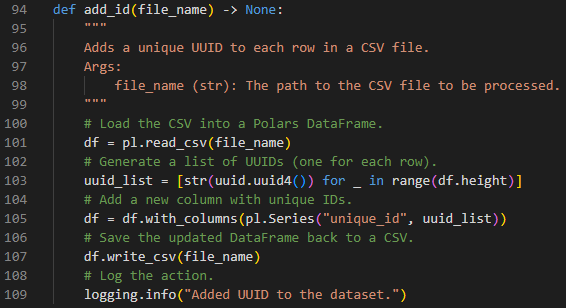 94 def add_id(file_name) -> None:
95     """
96     Adds a unique UUID to each row in a CSV file.
97     Args:
98         file_name (str): The path to the CSV file to be processed.
99     """
100     # Load the CSV into a Polars DataFrame.
101     df = pl.read_csv(file_name)
102     # Generate a list of UUIDs (one for each row).
103     uuid_list = [str(uuid.uuid4()) for _ in range(df.height)]
104     # Add a new column with unique IDs.
105     df = df.with_columns(pl.Series("unique_id", uuid_list))
106     # Save the updated DataFrame back to a CSV.
107     df.write_csv(file_name)
108     # Log the action.
109     logging.info("Added UUID to the dataset.")